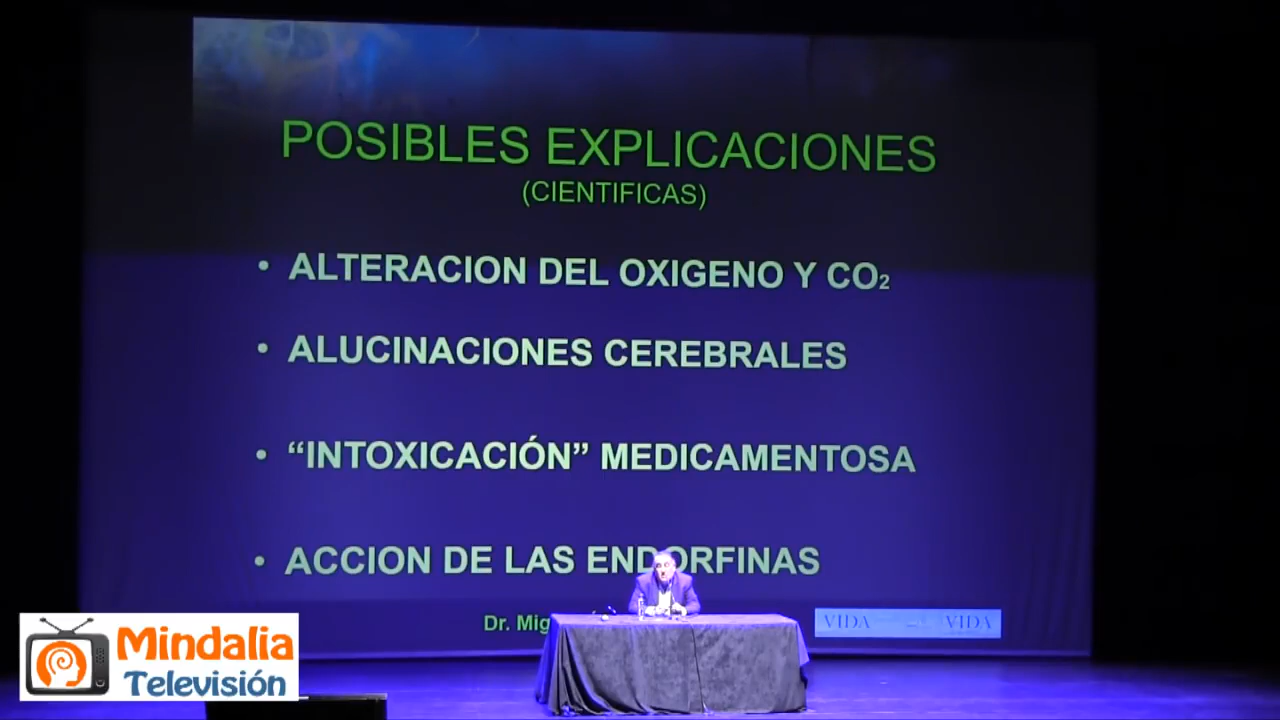 POSIBLES EXPLICACIONES
(CIENTIFICAS)
• ALTERACION DEL OXIGENO Y CO₂
• ALUCINACIONES CEREBRALES
• “INTOXICACIÓN” MEDICAMENTOSA
• ACCION DE LAS ENDORFINAS
Dr.
VIDA VIDA
Mindalia
Televisión